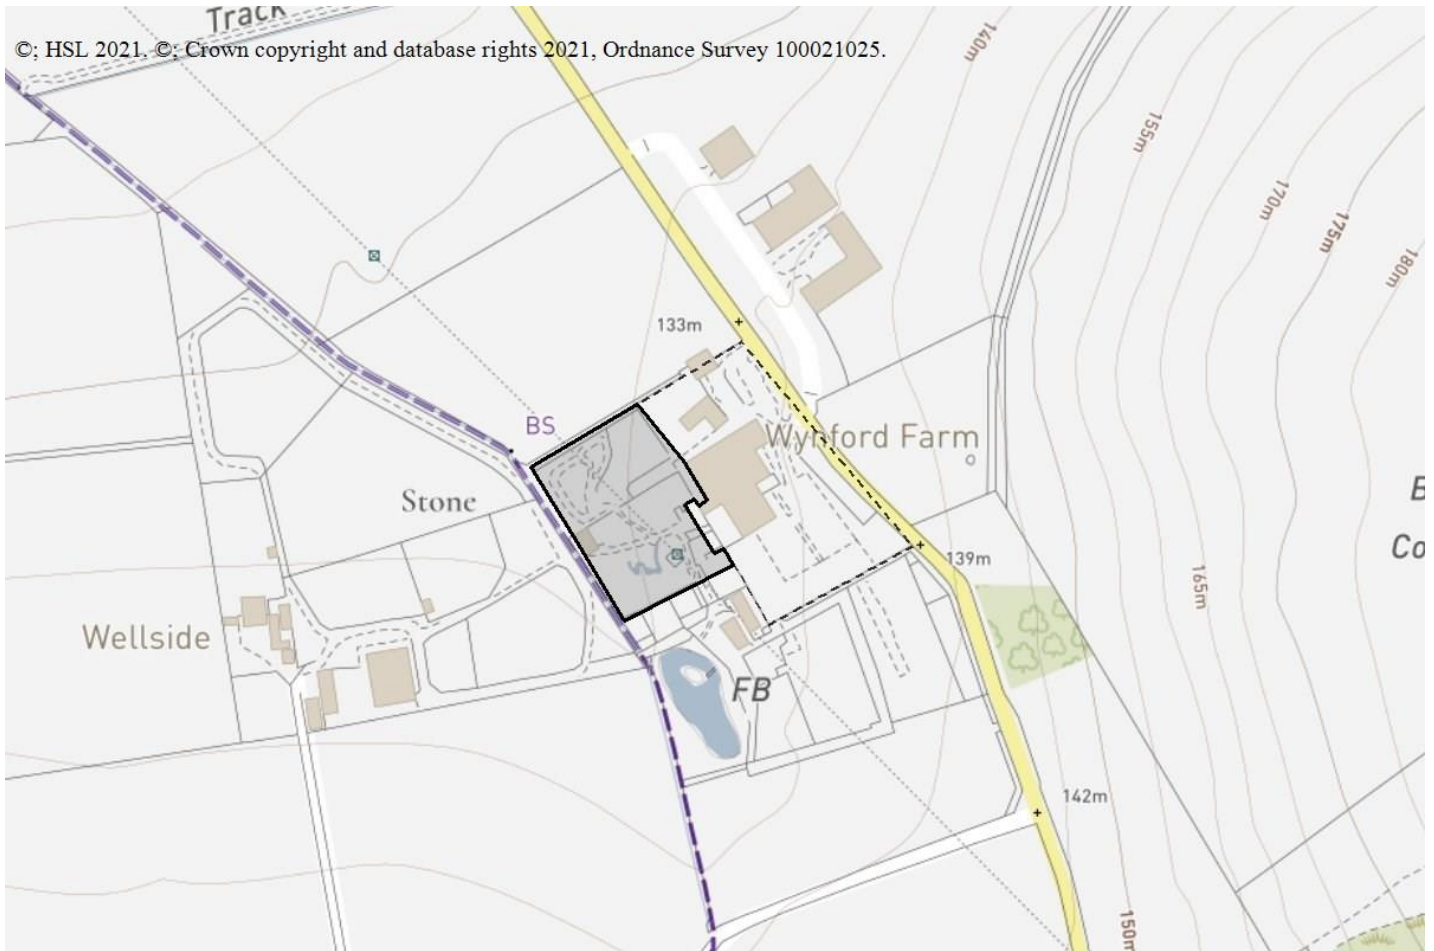 Track
©; HSL 2021. ©; Crown copyright and database rights 2021, Ordnance Survey 100021025.
140m
155m
170m
175m
180m
133m
BS
Wynford Farm
Stone
139m
165m
Wellside
FB
142m
150m